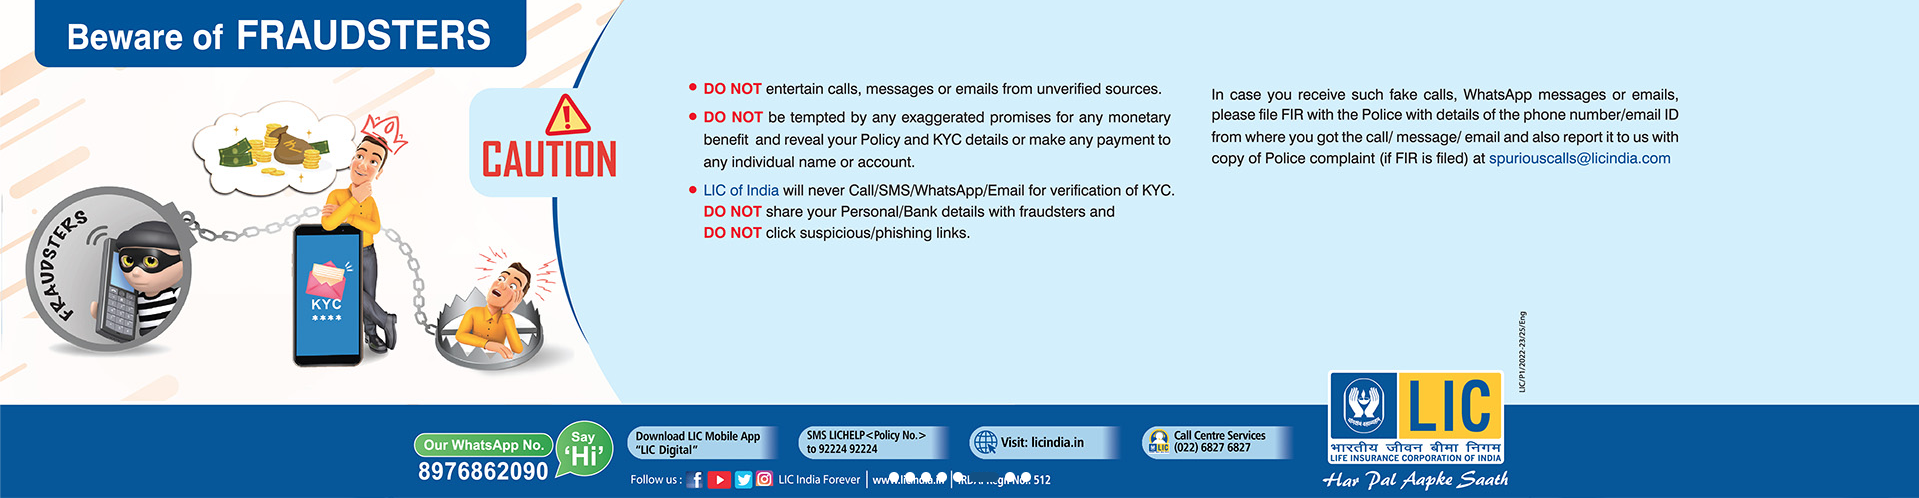 Beware of FRAUDSTERS
CAUTION
FRAUDSTERS
KYC
****
• DO NOT entertain calls, messages or emails from unverified sources.
• DO NOT be tempted by any exaggerated promises for any monetary
benefit and reveal your Policy and KYC details or make any payment to
any individual name or account.
• LIC of India will never Call/SMS/WhatsApp/Email for verification of KYC.
DO NOT share your Personal/Bank details with fraudsters and
DO NOT click suspicious/phishing links.
In case you receive such fake calls, WhatsApp messages or emails,
please file FIR with the Police with details of the phone number/email ID
from where you got the call/ message/ email and also report it to us with
copy of Police complaint (if FIR is filed) at spuriouscalls@licindia.com
LIC/P1/2022-23/25/Eng
Our WhatsApp No.
8976862090
Say
'Hi'
Download LIC Mobile App
"LIC Digital"
SMS LICHELP<Policy No.>
to 92224 92224
Visit: licindia.in
LIC
Call Centre Services
(022) 6827 6827
Follow us : LIC India Forever | www.licindia.in | IRDAI Regn No.: 512
LIC
भारतीय जीवन बीमा निगम
LIFE INSURANCE CORPORATION OF INDIA
Har Pal Aapke Saath